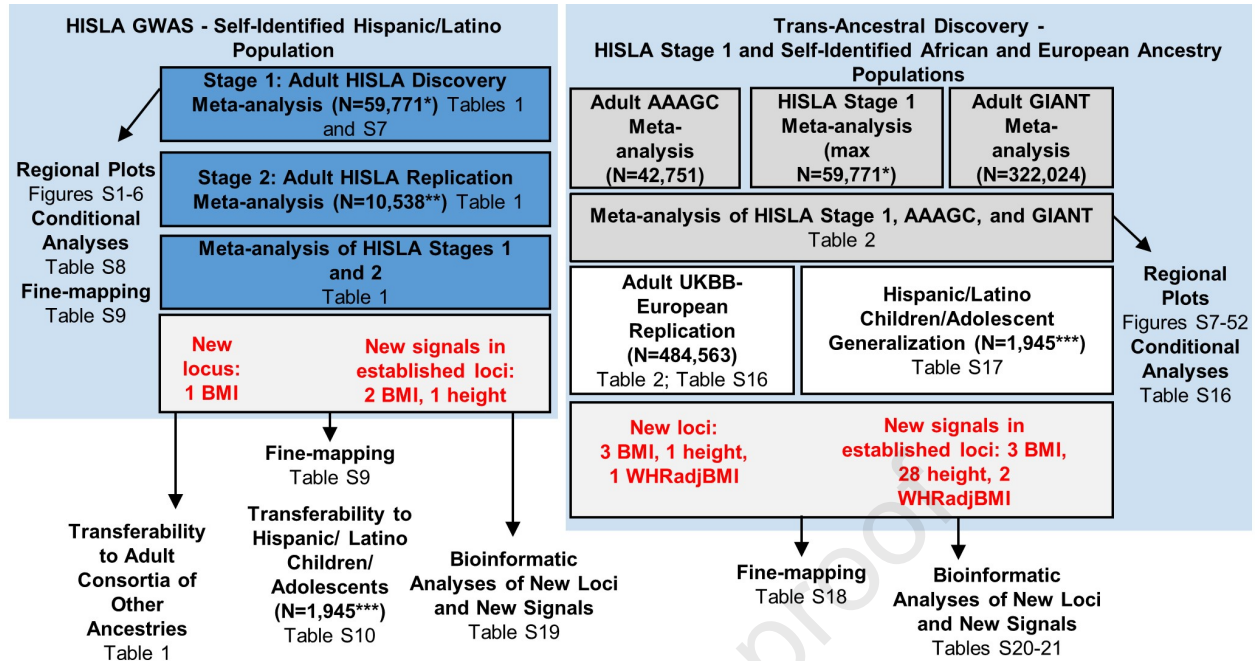 HISLA GWAS - Self-Identified Hispanic/Latino
Population
Stage 1: Adult HISLA Discovery
Meta-analysis (N=59,771*) Tables 1
and S7
Stage 2: Adult HISLA Replication
Meta-analysis (N=10,538**) Table 1
Meta-analysis of HISLA Stages 1
and 2
Table 1
Regional Plots
Figures S1-6
Conditional
Analyses
Table S8
Fine-mapping
Table S9
New
locus:
1 BMI
New signals in
established loci:
2 BMI, 1 height
Transferability
to Adult
Consortia of
Other
Ancestries
Table 1
Fine-mapping
Table S9
Transferability to
Hispanic/ Latino
Children/
Adolescents
(N=1,945***)
Table S10
Bioinformatic
Analyses of New Loci
and New Signals
Table S19
Trans-Ancestral Discovery -
HISLA Stage 1 and Self-Identified African and European Ancestry
Populations
Adult AAAGC
Meta-
analysis
(N=42,751)
HISLA Stage 1
Meta-analysis
(max
N=59,771*)
Adult GIANT
Meta-
analysis
(N=322,024)
Meta-analysis of HISLA Stage 1, AAAGC, and GIANT
Table 2
Adult UKBB-
European
Replication
(N=484,563)
Table 2; Table S16
Hispanic/Latino
Children/Adolescent
Generalization (N=1,945***)
Table S17
Regional
Plots
Figures S7-52
Conditional
Analyses
Table S16
New loci:
3 BMI, 1 height,
1 WHRadjBMI
New signals in
established loci: 3 BMI,
28 height, 2
WHRadjBMI
Fine-mapping
Table S18
Bioinformatic
Analyses of New Loci
and New Signals
Tables S20-21
proof